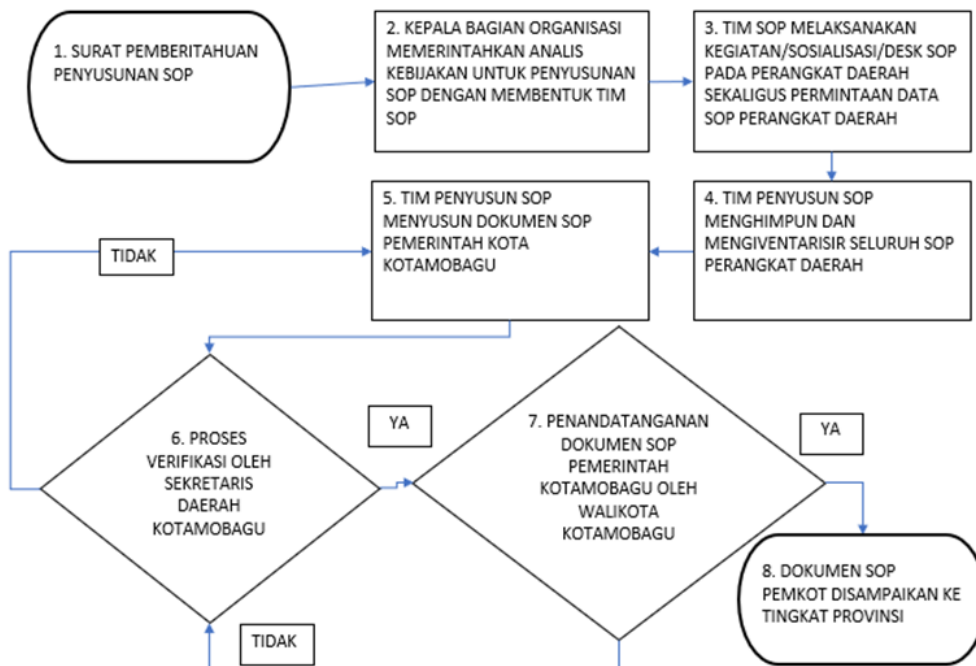 1. SURAT PEMBERITAHUAN
PENYUSUNAN SOP
2. KEPALA BAGIAN ORGANISASI
MEMERINTAHKAN ANALIS
KEBIJAKAN UNTUK PENYUSUNAN
SOP DENGAN MEMBENTUK TIM
SOP
3. TIM SOP MELAKSANAKAN
KEGIATAN/SOSIALISASI/DESK SOP
PADA PERANGKAT DAERAH
SEKALIGUS PERMINTAAN DATA
SOP PERANGKAT DAERAH
4. TIM PENYUSUN SOP
MENGHIMPUN DAN
MENGIVENTARISIR SELURUH SOP
PERANGKAT DAERAH
5. TIM PENYUSUN SOP
MENYUSUN DOKUMEN SOP
PEMERINTAH KOTA
KOTAMOBAGU
TIDAK
6. PROSES
VERIFIKASI OLEH
SEKRETARIS
DAERAH
KOTAMOBAGU
YA
7. PENANDATANGANAN
DOKUMEN SOP
PEMERINTAH
KOTAMOBAGU OLEH
WALIKOTA
KOTAMOBAGU
YA
8. DOKUMEN SOP
PEMKOT DISAMPAIKAN KE
TINGKAT PROVINSI
TIDAK